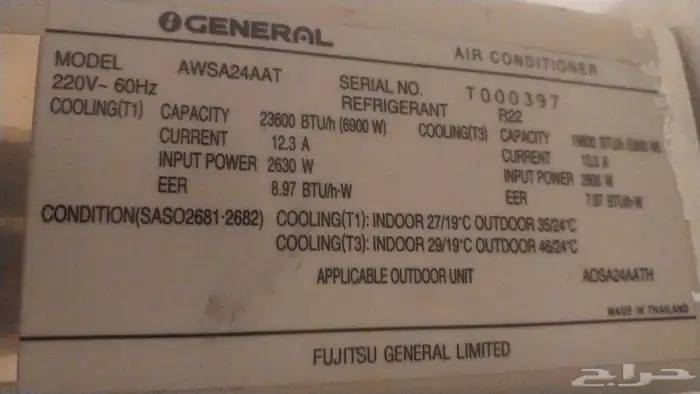 GENERAL
AIR CONDITIONER
MODEL AWSA24AAT SERIAL NO. T000397
220V~ 60Hz REFRIGERANT R22
COOLING(T1) CAPACITY 23600 BTU/h (6900 W) COOLING(T3) CAPACITY
CURRENT 12.3 A CURRENT
INPUT POWER 2630 W INPUT POWER
EER 8.97 BTU/h·W EER BTU/h·W
CONDITION(SASO2681·2682) COOLING(T1): INDOOR 27/19°C OUTDOOR 35/24°C
COOLING(T3): INDOOR 29/19°C OUTDOOR 46/24°C
APPLICABLE OUTDOOR UNIT AOSA24AATH
MADE IN THAILAND
FUJITSU GENERAL LIMITED
حراج